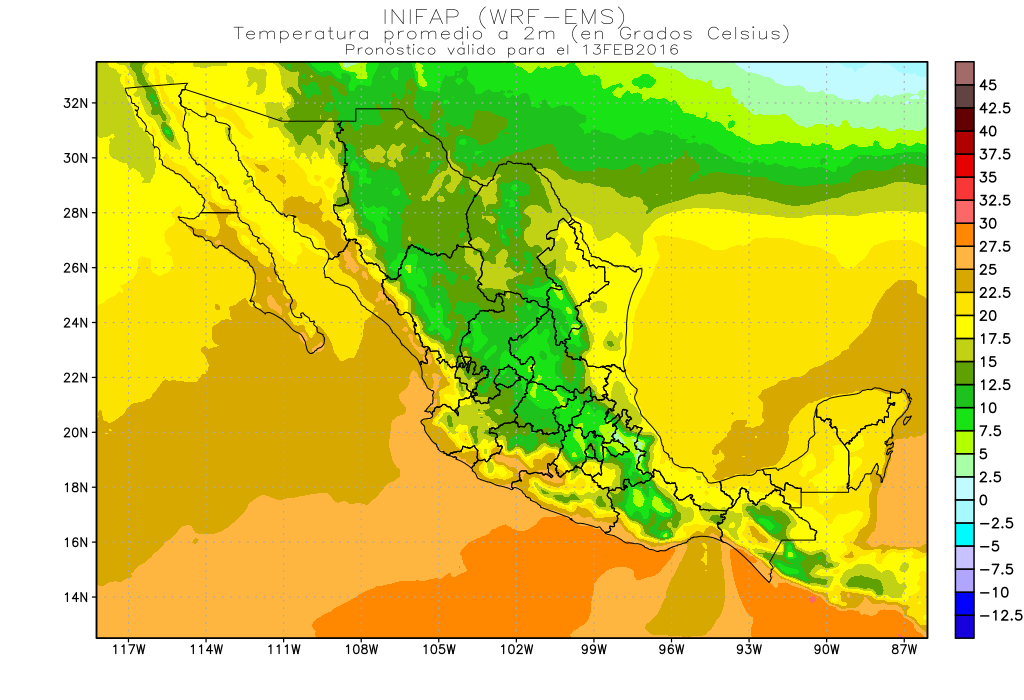 INIFAP (WRF−EMS)
Temperatura promedio a 2m (en Grados Celsius)
Pronóstico válido para el 13FEB2016
32N
30N
28N
26N
24N
22N
20N
18N
16N
14N
117W 114W 111W 108W 105W 102W 99W 96W 93W 90W 87W
45
42.5
40
37.5
35
32.5
30
27.5
25
22.5
20
17.5
15
12.5
10
7.5
5
2.5
0
−2.5
−5
−7.5
−10
−12.5